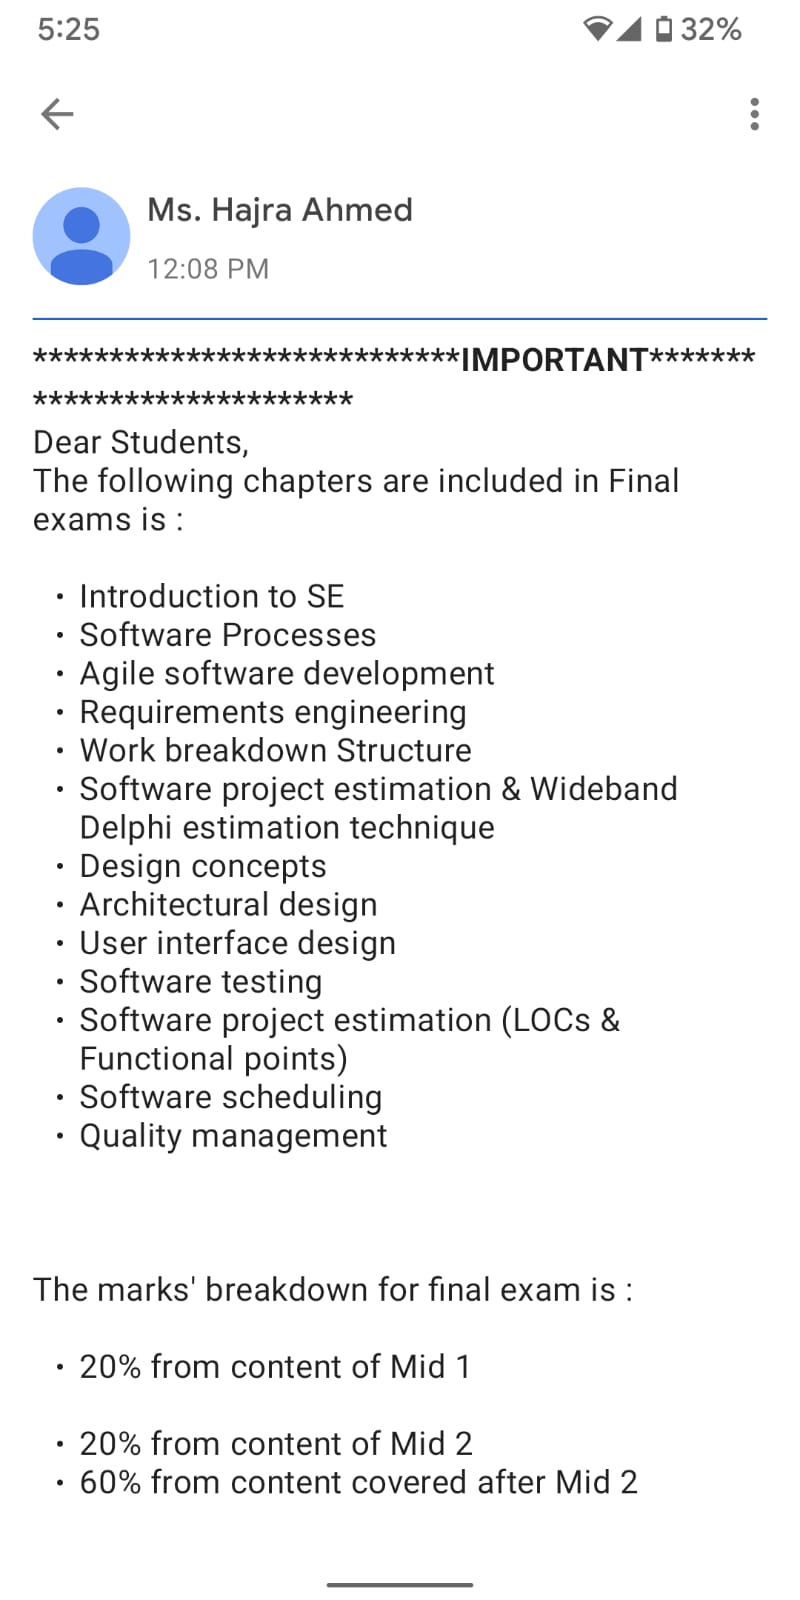 5:25
32%
Ms. Hajra Ahmed
12:08 PM
****************************IMPORTANT*******
*********************
Dear Students,
The following chapters are included in Final
exams is :
• Introduction to SE
• Software Processes
• Agile software development
• Requirements engineering
• Work breakdown Structure
• Software project estimation & Wideband
Delphi estimation technique
• Design concepts
• Architectural design
• User interface design
• Software testing
• Software project estimation (LOCs &
Functional points)
• Software scheduling
• Quality management
The marks' breakdown for final exam is :
• 20% from content of Mid 1
• 20% from content of Mid 2
• 60% from content covered after Mid 2